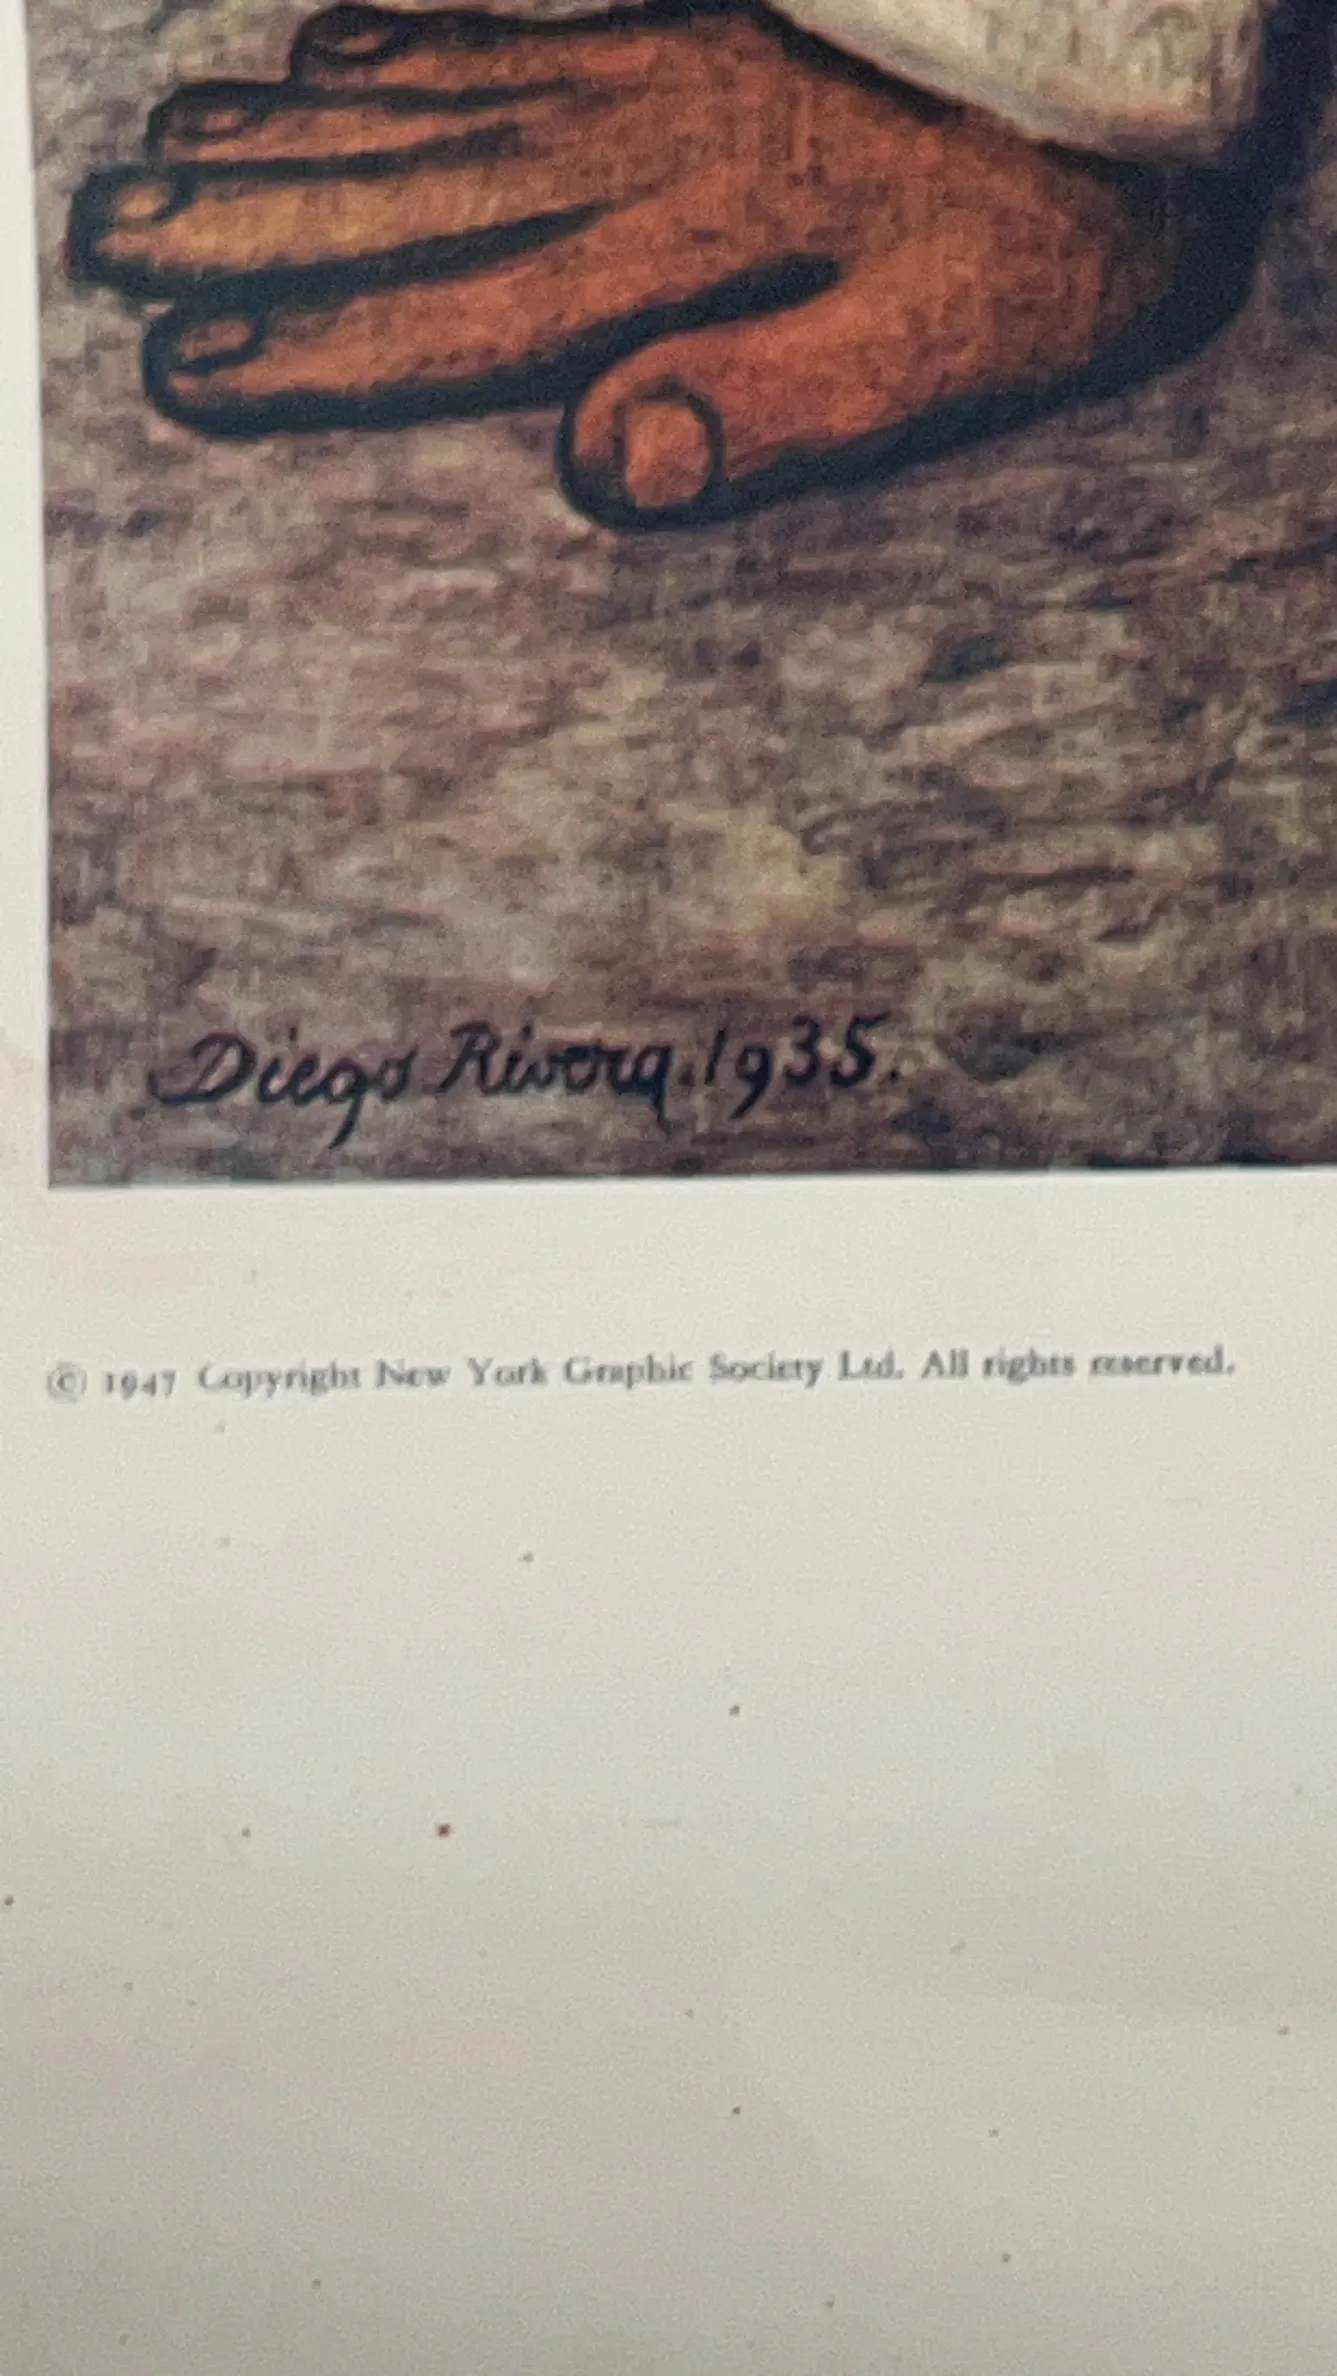 Diego Rivera. 1935.
© 1947 Copyright New York Graphic Society Ltd. All rights reserved.